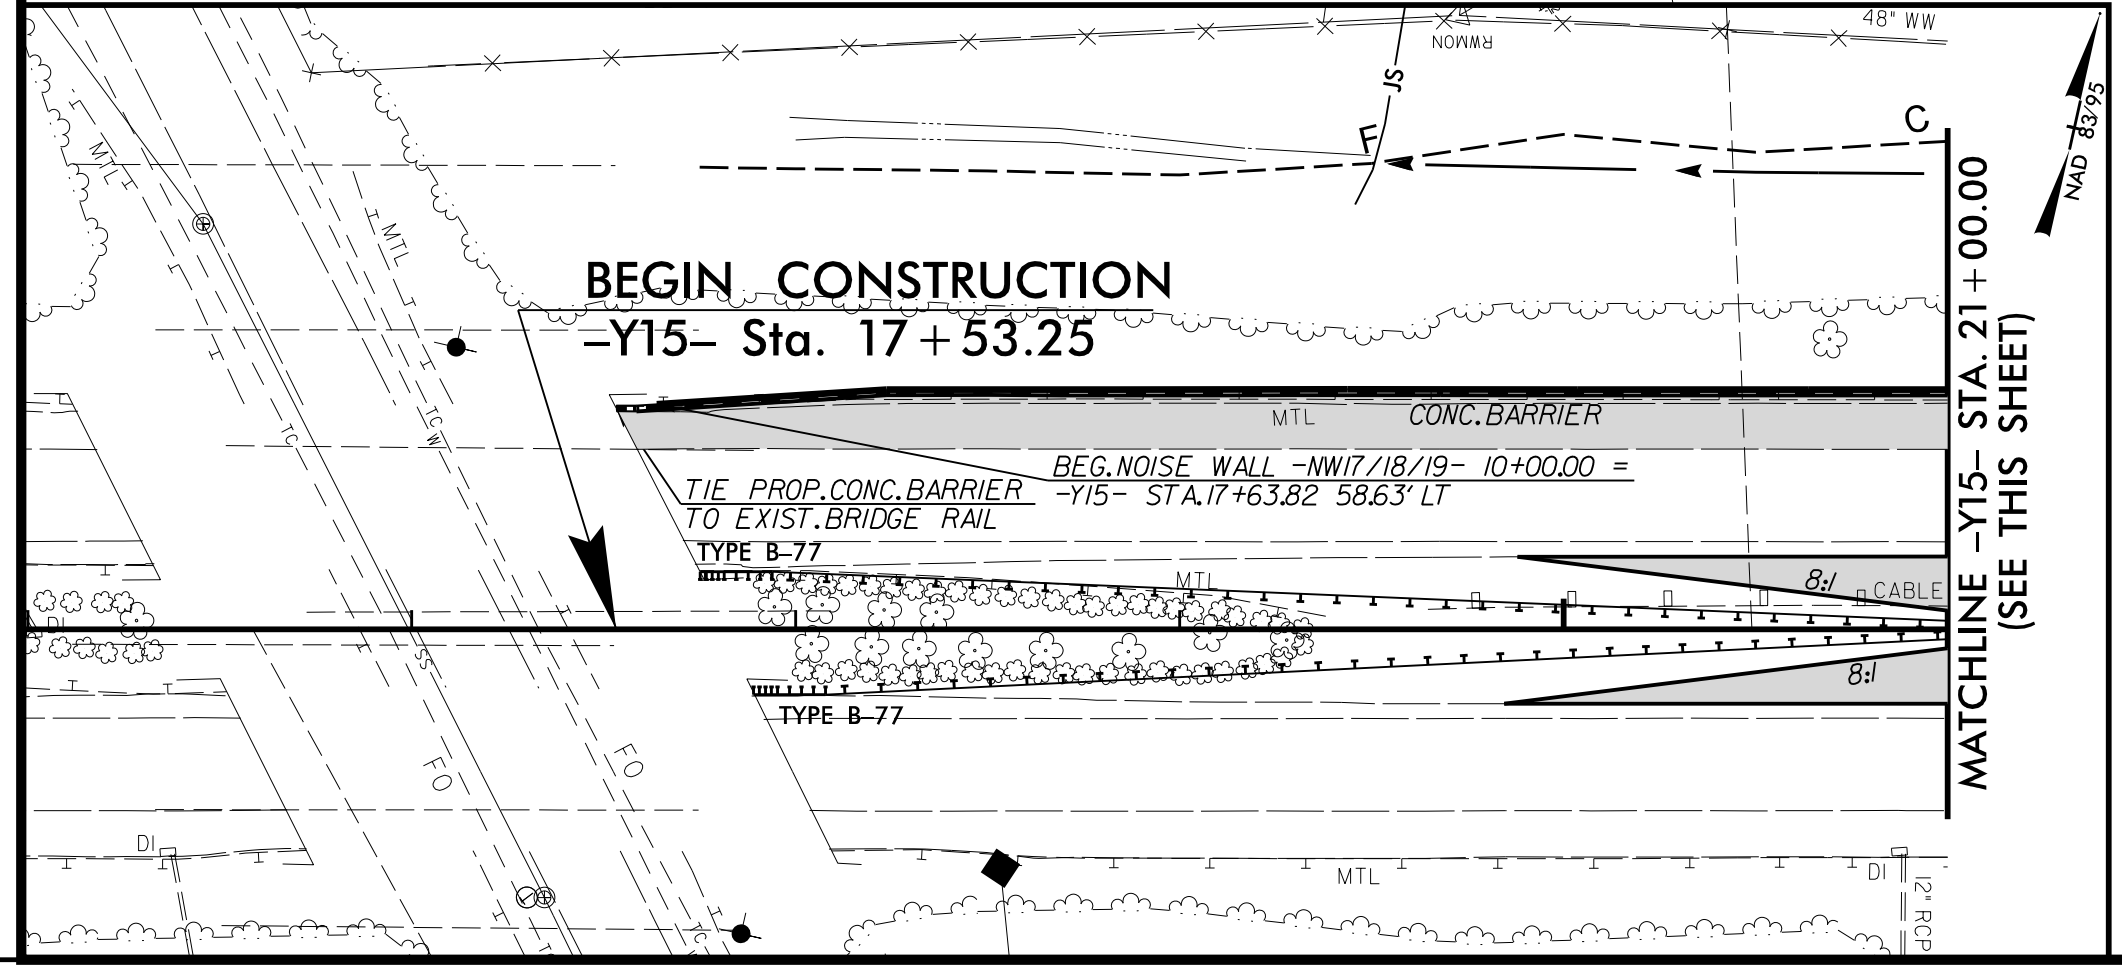 48" WW
RWMON
JS
NAD 83/95
F
C
MTL
MTL
BEGIN CONSTRUCTION
-Y15- Sta. 17+53.25
MATCHLINE -Y15- STA. 21+00.00
(SEE THIS SHEET)
TC
TC W
MTL
CONC.BARRIER
BEG.NOISE WALL -NW17/18/19- 10+00.00 =
-Y15- STA.17+63.82 58.63' LT
TIE PROP.CONC.BARRIER
TO EXIST.BRIDGE RAIL
TYPE B-77
MTL
8:1
CABLE
DI
SS
8:1
TYPE B-77
FO
FO
DI
MTL
DI
12" RCP
TC
TC